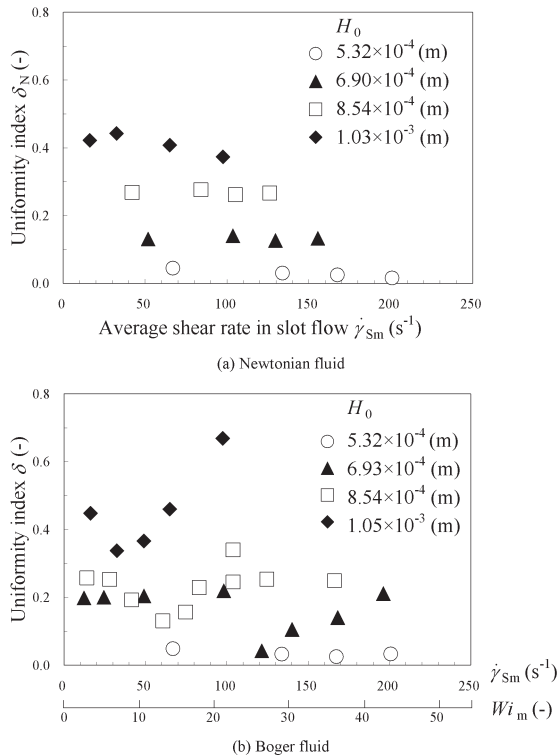 H0
5.32×10-4 (m)
6.90×10-4 (m)
8.54×10-4 (m)
1.03×10-3 (m)
Uniformity index δN (-)
0.8
0.6
0.4
0.2
0.0
0 50 100 150 200 250
Average shear rate in slot flow γ̇Sm (s-1)
(a) Newtonian fluid
H0
5.32×10-4 (m)
6.93×10-4 (m)
8.54×10-4 (m)
1.05×10-3 (m)
Uniformity index δ (-)
0.8
0.6
0.4
0.2
0.0
0 50 100 150 200 250
γ̇Sm (s-1)
0 10 20 30 40 50
Wi m (-)
(b) Boger fluid